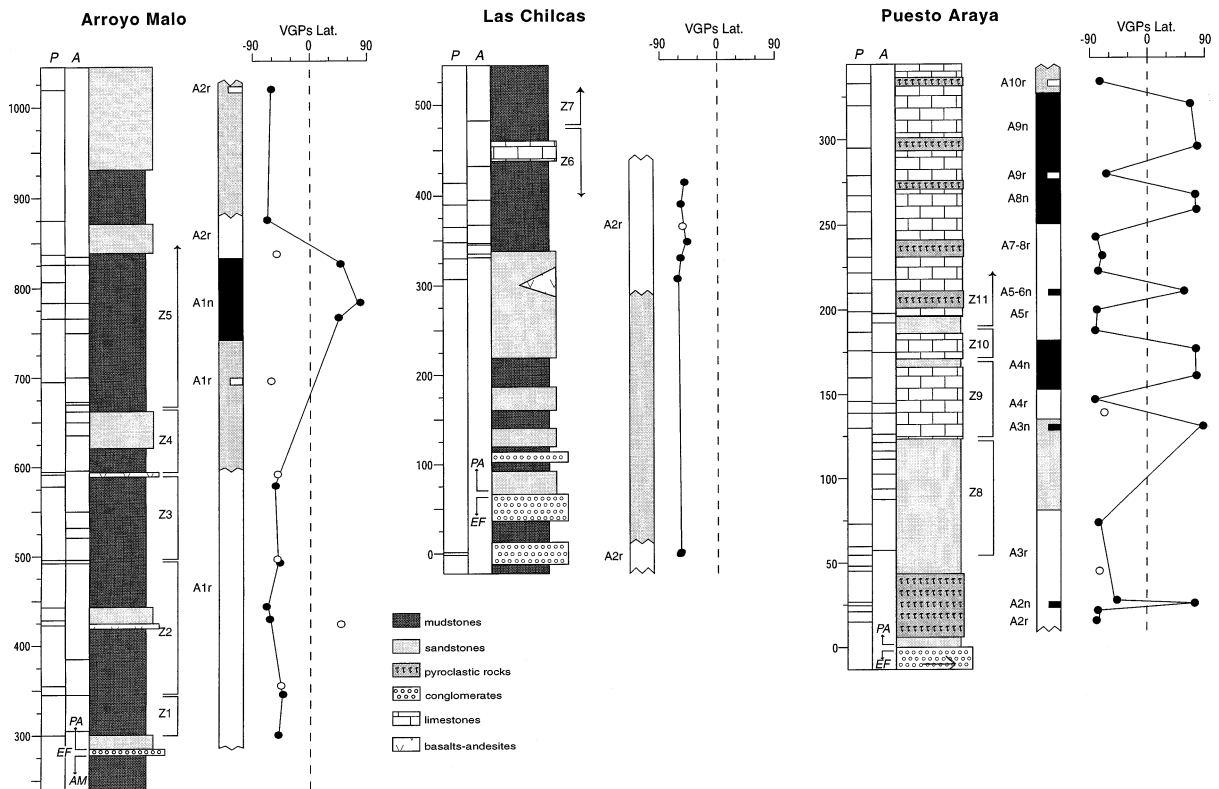 Arroyo Malo
VGPs Lat.
-90 0 90
P A
1000
900
800
700
600
500
400
300
Z5
Z4
Z3
Z2
Z1
PA
EF
AM
A2r
A2r
A1n
A1r
A1r
Las Chilcas
VGPs Lat.
-90 0 90
P A
500
400
300
200
100
0
Z7
Z6
PA
EF
A2r
A2r
mudstones
sandstones
pyroclastic rocks
conglomerates
limestones
basalts-andesites
Puesto Araya
VGPs Lat.
-90 0 90
P A
300
250
200
150
100
50
0
Z11
Z10
Z9
Z8
PA
EF
A10r
A9n
A9r
A8n
A7-8r
A5-6n
A5r
A4n
A4r
A3n
A3r
A2n
A2r